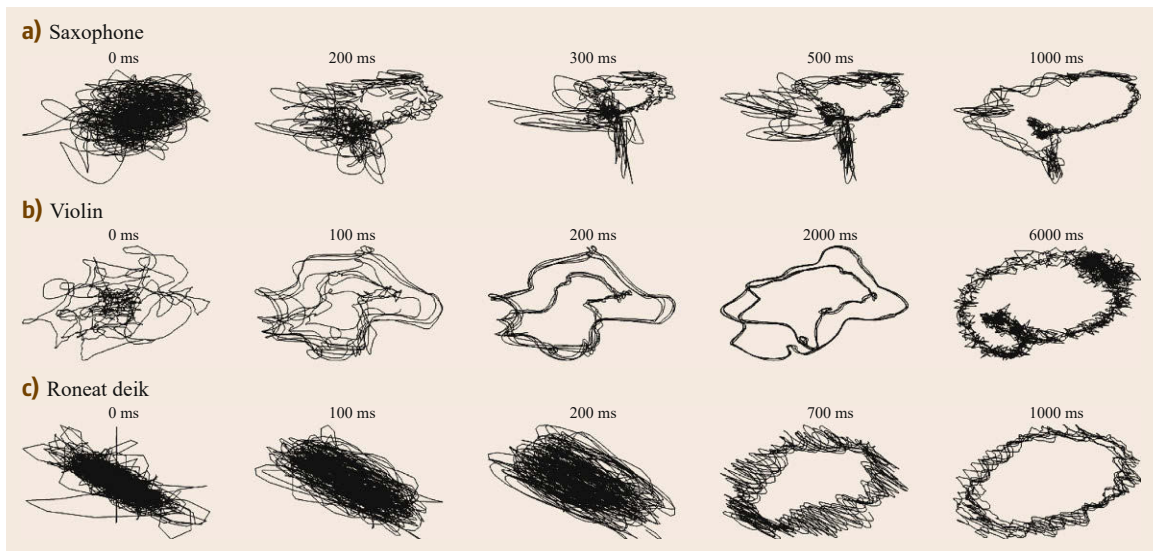 a) Saxophone
0 ms 200 ms 300 ms 500 ms 1000 ms
b) Violin
0 ms 100 ms 200 ms 2000 ms 6000 ms
c) Roneat deik
0 ms 100 ms 200 ms 700 ms 1000 ms